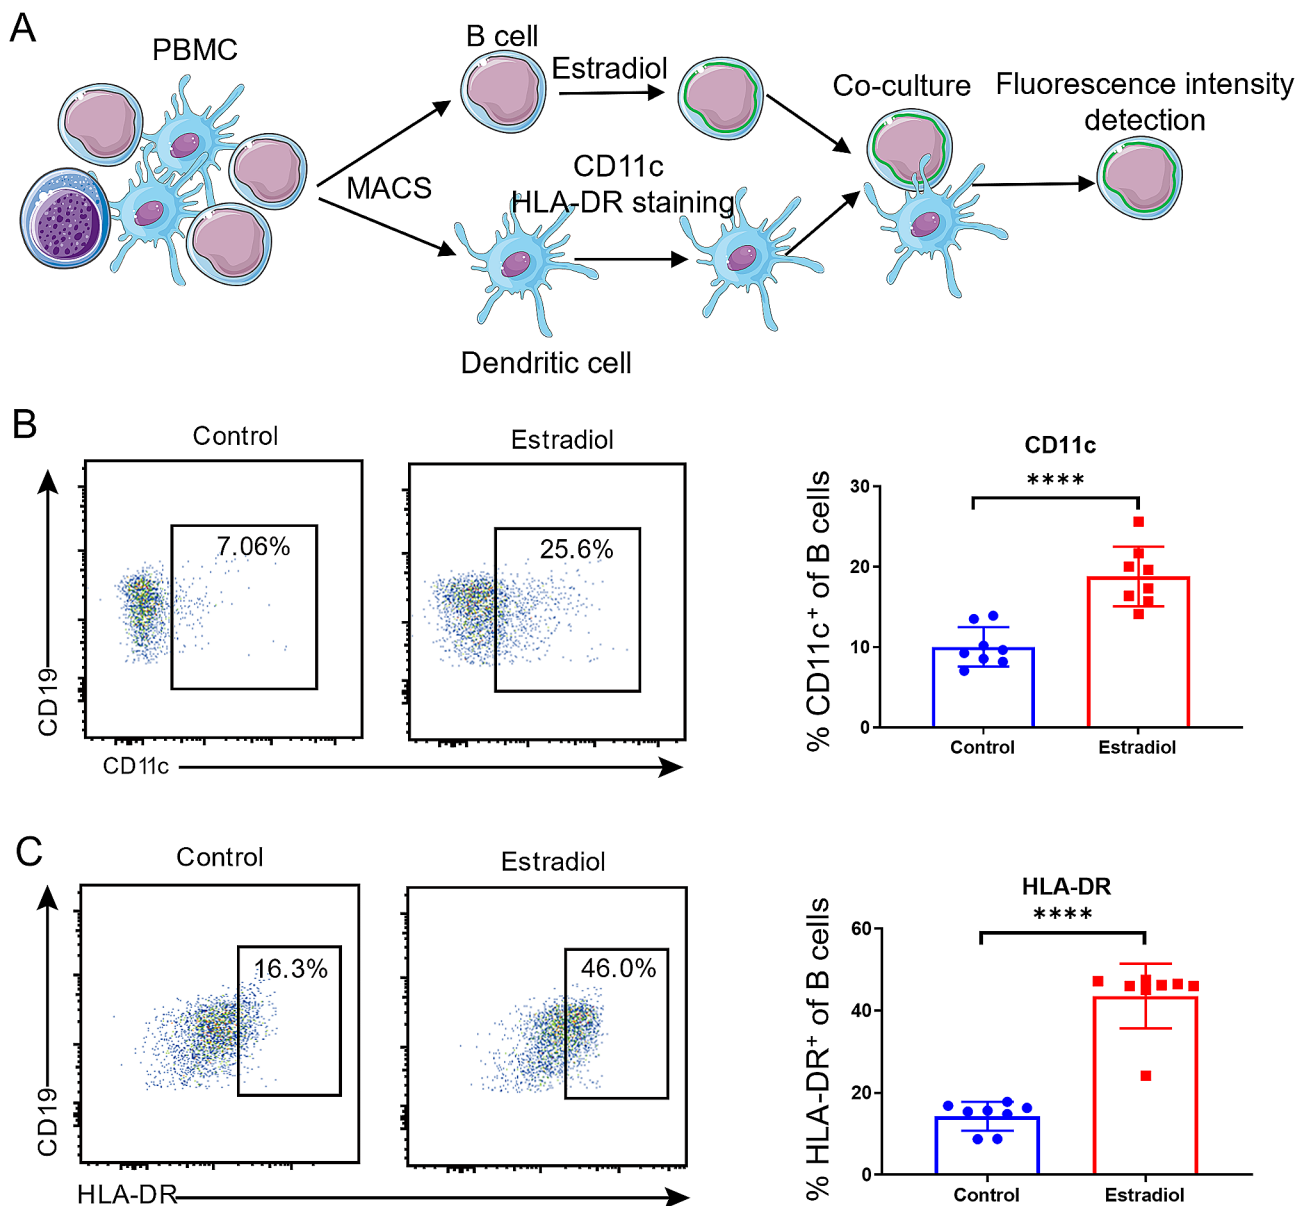 A
PBMC
B cell
Estradiol
Co-culture
Fluorescence intensity
detection
MACS
CD11c
HLA-DR staining
Dendritic cell
B
Control
Estradiol
7.06%
25.6%
CD19
CD11c
CD11c
****
% CD11c⁺ of B cells
30
20
10
0
Control
Estradiol
C
Control
Estradiol
16.3%
46.0%
CD19
HLA-DR
HLA-DR
****
% HLA-DR⁺ of B cells
60
40
20
0
Control
Estradiol